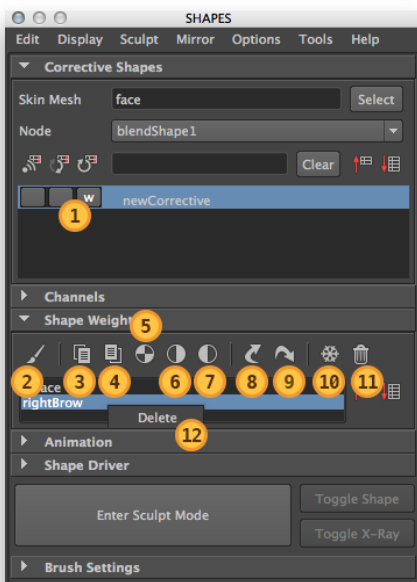 SHAPES
Edit Display Sculpt Mirror Options Tools Help
Corrective Shapes
Skin Mesh face Select
Node blendShape1
Clear
w newCorrective
1
Channels
Shape Weight
5
2 3 4 6 7 8 9 10 11
rightBrow
Delete
12
Animation
Shape Driver
Enter Sculpt Mode Toggle Shape
Toggle X-Ray
Brush Settings